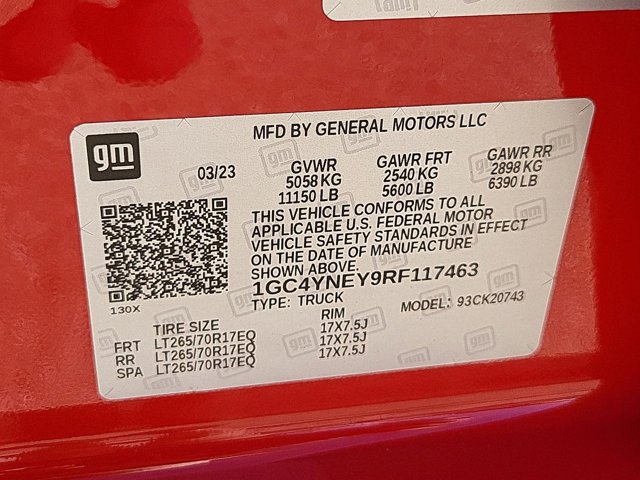 gm
MFD BY GENERAL MOTORS LLC
03/23
GVWR
5058 KG
11150 LB
GAWR FRT
2540 KG
5600 LB
GAWR RR
2898 KG
6390 LB
THIS VEHICLE CONFORMS TO ALL
APPLICABLE U.S. FEDERAL MOTOR
VEHICLE SAFETY STANDARDS IN EFFECT
ON THE DATE OF MANUFACTURE
SHOWN ABOVE.
1GC4YNEY9RF117463
TYPE: TRUCK
MODEL: 93CK20743
130X
TIRE SIZE RIM
FRT LT265/70R17EQ 17X7.5J
RR LT265/70R17EQ 17X7.5J
SPA LT265/70R17EQ 17X7.5J